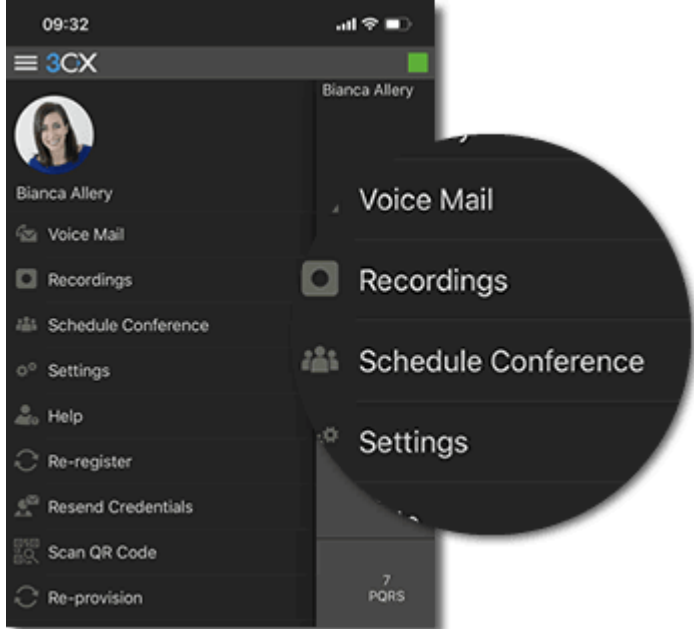 09:32
3CX
Bianca Allery
Bianca Allery
Voice Mail
Recordings
Schedule Conference
Settings
Help
Re-register
Resend Credentials
Scan QR Code
Re-provision
7
PQRS
Voice Mail
Recordings
Schedule Conference
Settings